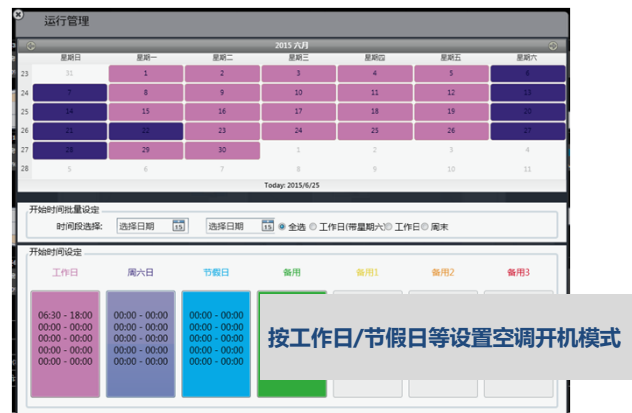 运行管理
2015 六月
星期日 星期一 星期二 星期三 星期四 星期五 星期六
23 31 1 2 3 4 5 6
24 7 8 9 10 11 12 13
25 14 15 16 17 18 19 20
26 21 22 23 24 25 26 27
27 28 29 30 1 2 3 4
28 5 6 7 8 9 10 11
Today: 2015/6/25
开始时间批量设定
时间段选择: 选择日期 15 选择日期 15 全选 工作日(带星期六) 工作日 周末
开始时间设定
工作日 周六日 节假日 备用 备用1 备用2 备用3
06:30 - 18:00 00:00 - 00:00 00:00 - 00:00
00:00 - 00:00 00:00 - 00:00 00:00 - 00:00
00:00 - 00:00 00:00 - 00:00 00:00 - 00:00
00:00 - 00:00 00:00 - 00:00 00:00 - 00:00
00:00 - 00:00 00:00 - 00:00 00:00 - 00:00
按工作日/节假日等设置空调开机模式